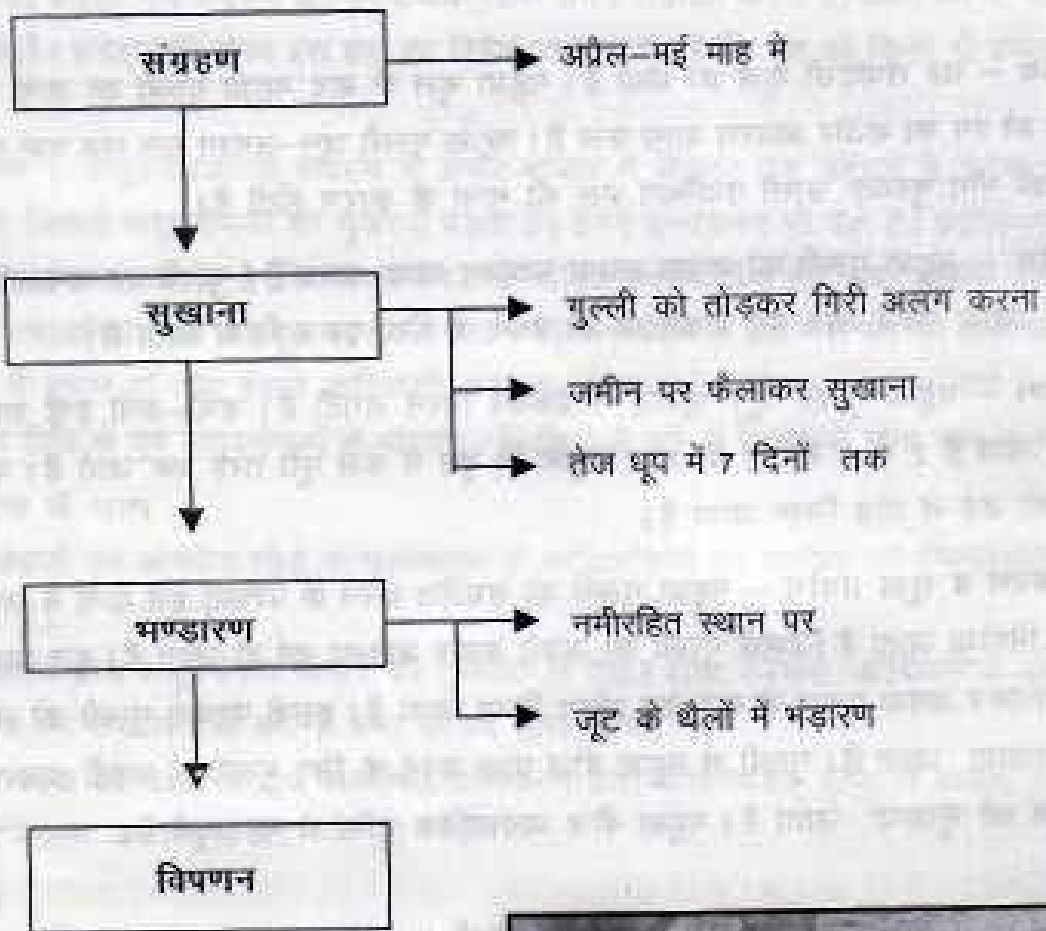 संग्रहण
अप्रैल–मई माह में
सुखाना
गुल्ली को तोड़कर गिरी अलग करना
जमीन पर फैलाकर सुखाना
तेज धूप में 7 दिनों तक
भण्डारण
नमीरहित स्थान पर
जूट के थैलों में भंड़ारण
विपणन